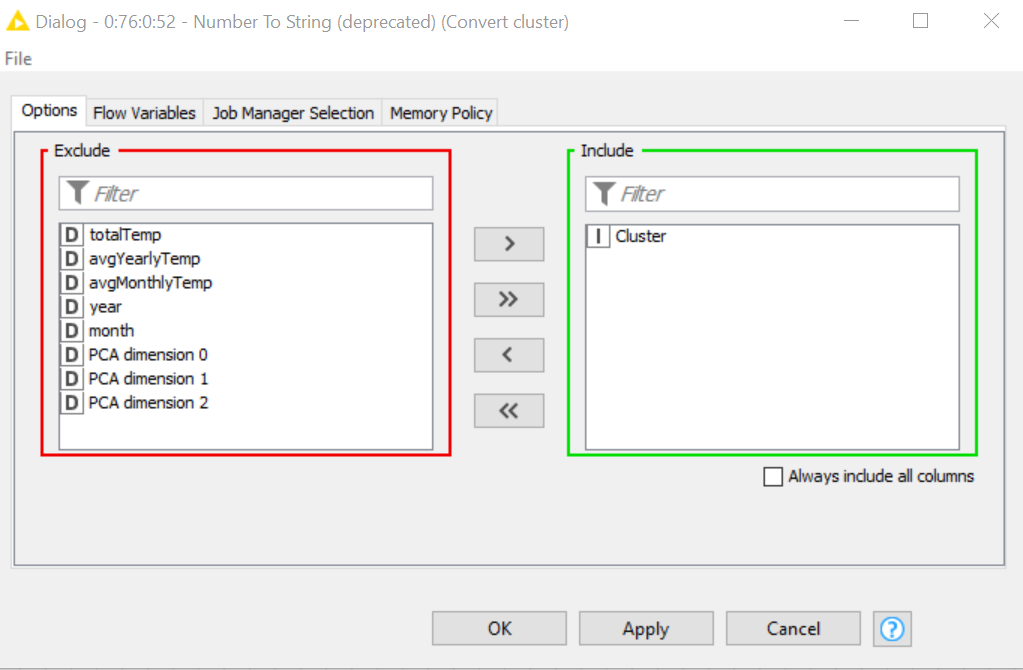 Dialog - 0:76:0:52 - Number To String (deprecated) (Convert cluster)
File
Options Flow Variables Job Manager Selection Memory Policy
Exclude
Filter
D totalTemp
D avgYearlyTemp
D avgMonthlyTemp
D year
D month
D PCA dimension 0
D PCA dimension 1
D PCA dimension 2
>
>>
<
<<
Include
Filter
I Cluster
Always include all columns
OK Apply Cancel ?